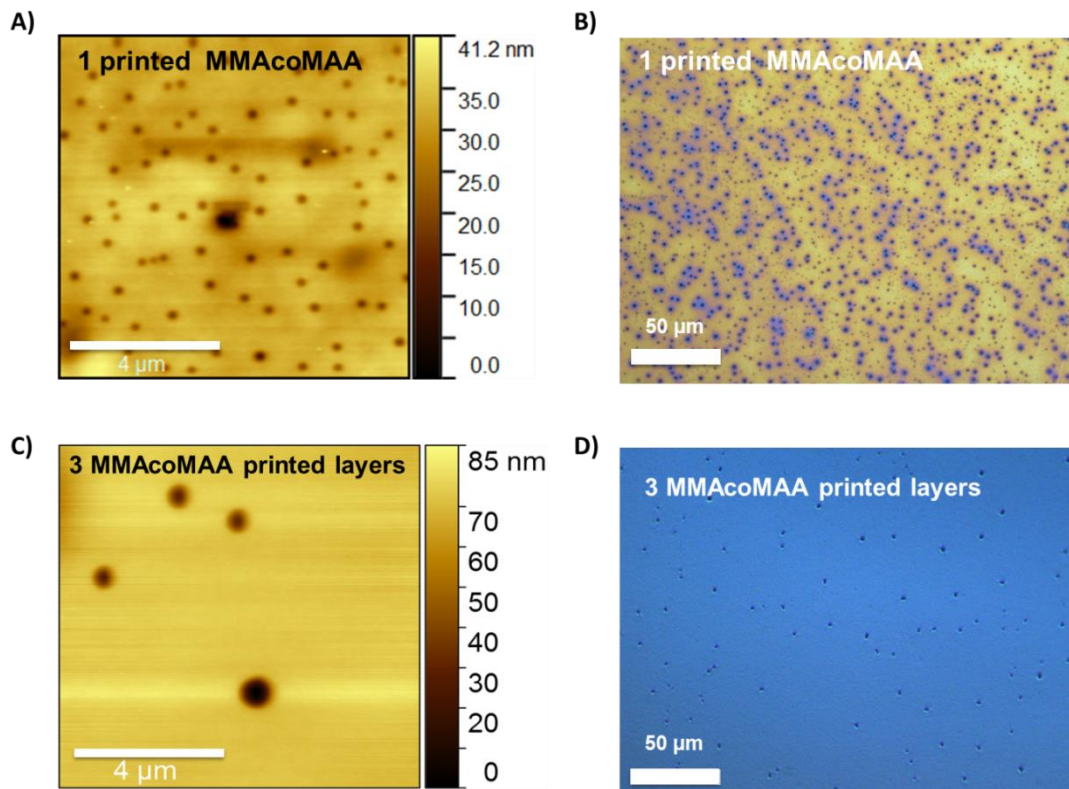 A)
1 printed MMAcoMAA
41.2 nm
35.0
30.0
25.0
20.0
15.0
10.0
0.0
4 µm
B)
1 printed MMAcoMAA
50 µm
C)
3 MMAcoMAA printed layers
85 nm
70
60
50
40
30
20
0
4 µm
D)
3 MMAcoMAA printed layers
50 µm